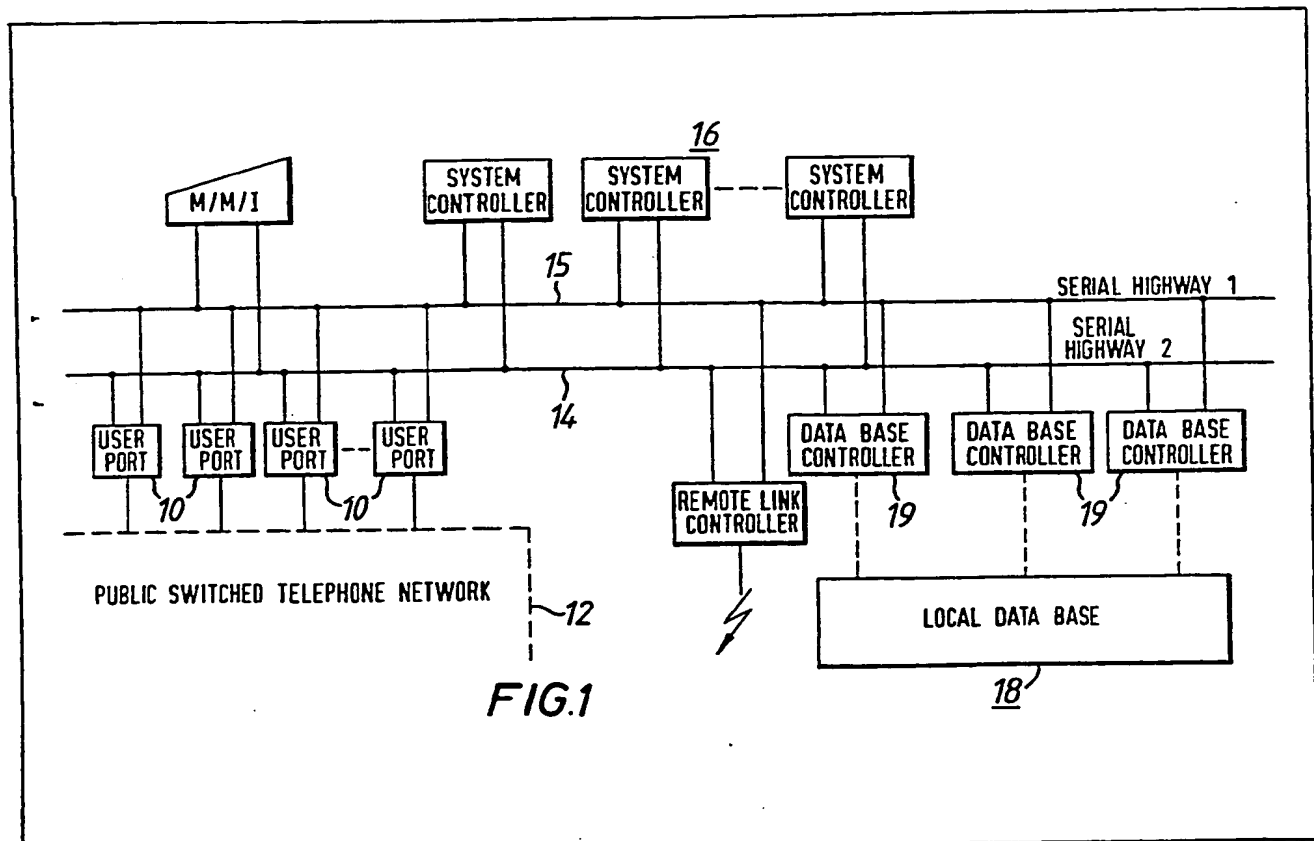 16
M/M/I
SYSTEM
CONTROLLER
SYSTEM
CONTROLLER
SYSTEM
CONTROLLER
15
SERIAL HIGHWAY 1
SERIAL
HIGHWAY 2
14
USER
PORT
USER
PORT
USER
PORT
USER
PORT
10
10
DATA BASE
CONTROLLER
DATA BASE
CONTROLLER
DATA BASE
CONTROLLER
19
19
REMOTE LINK
CONTROLLER
PUBLIC SWITCHED TELEPHONE NETWORK
12
LOCAL DATA BASE
18
FIG.1